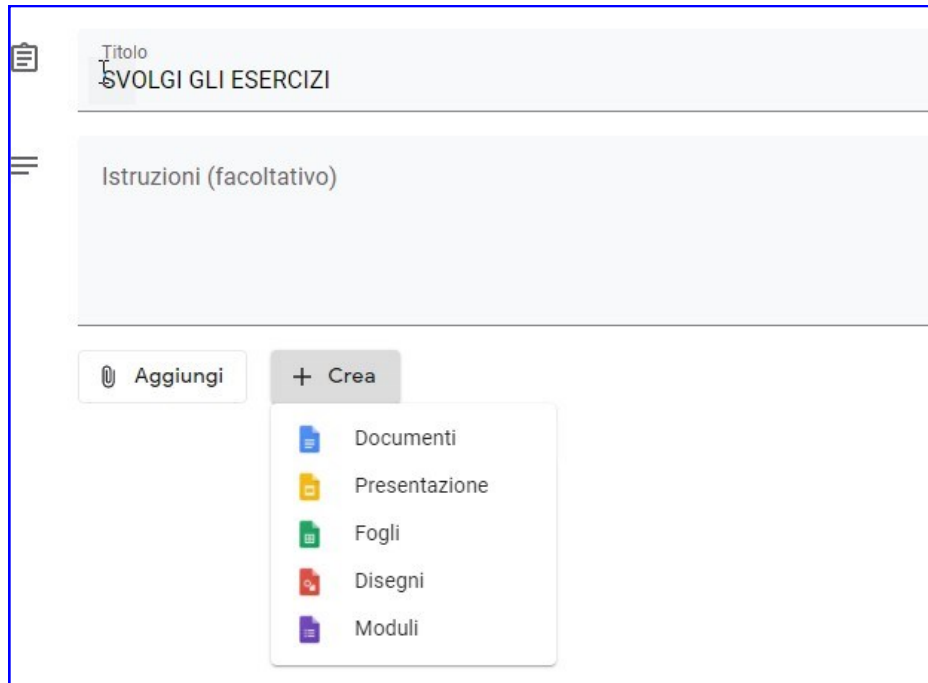 Titolo
SVOLGI GLI ESERCIZI
Istruzioni (facoltativo)
Aggiungi
+ Crea
Documenti
Presentazione
Fogli
Disegni
Moduli